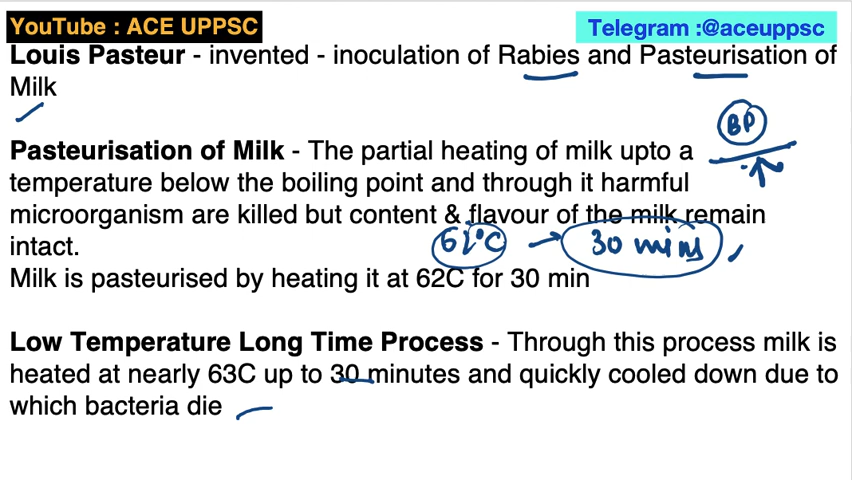 YouTube : ACE UPPSC
Telegram :@aceuppsc
Louis Pasteur - invented - inoculation of Rabies and Pasteurisation of
Milk
BP
Pasteurisation of Milk - The partial heating of milk upto a
temperature below the boiling point and through it harmful
microorganism are killed but content & flavour of the milk remain
intact.
62°C → 30 mins
Milk is pasteurised by heating it at 62C for 30 min
Low Temperature Long Time Process - Through this process milk is
heated at nearly 63C up to 30 minutes and quickly cooled down due to
which bacteria die